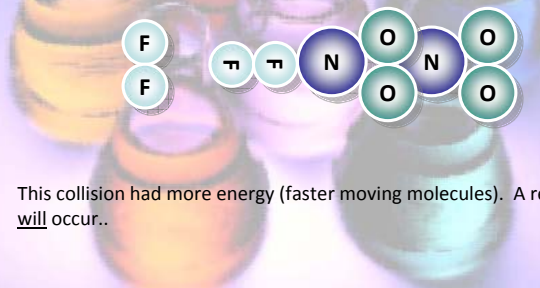 F F F N O N O
F O O
This collision had more energy (faster moving molecules). A
will occur..